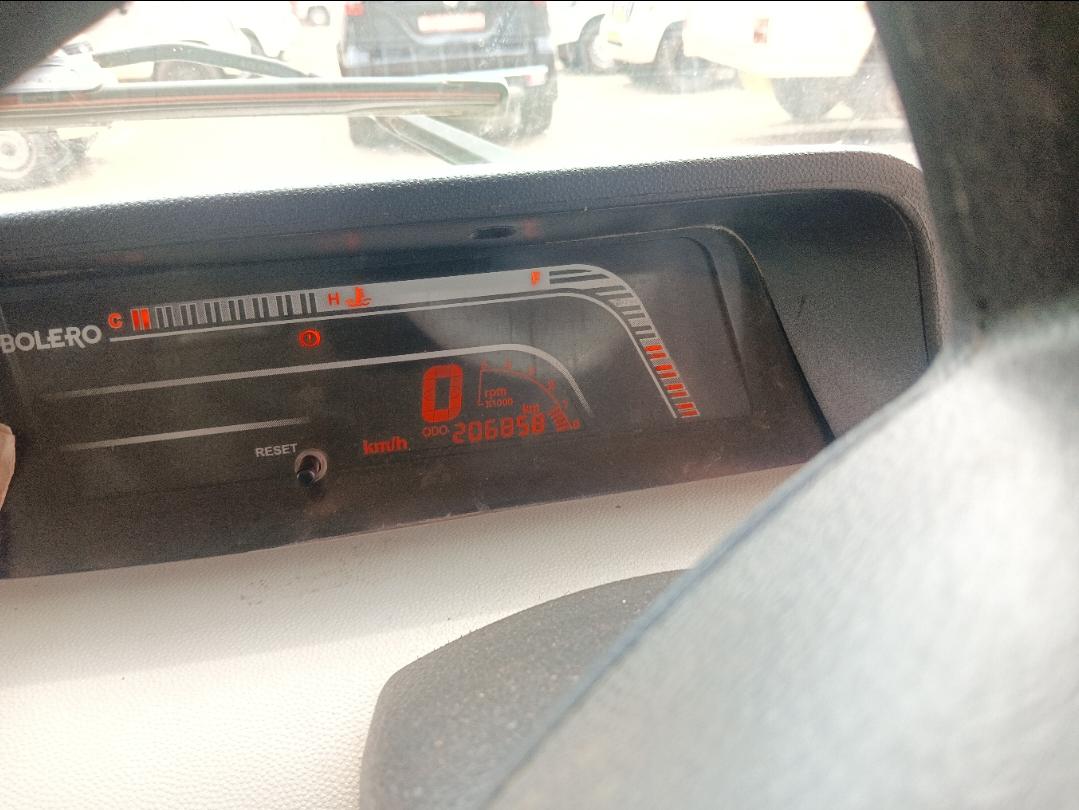 F
C
H
BOLERO
0
rpm
X1000
km
ODO 206858
km/h
RESET